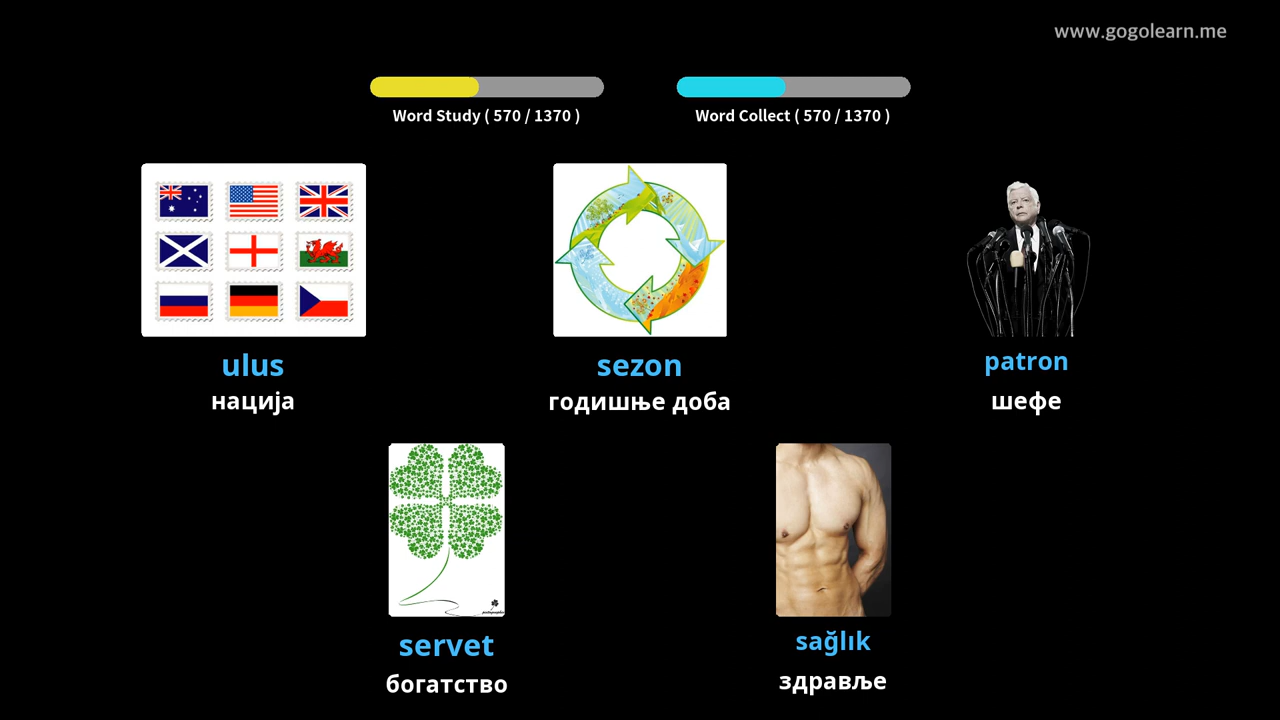 www.gogolearn.me
Word Study ( 570 / 1370 )
Word Collect ( 570 / 1370 )
ulus
нација
sezon
годишње доба
patron
шефе
servet
богатство
sağlık
здравље